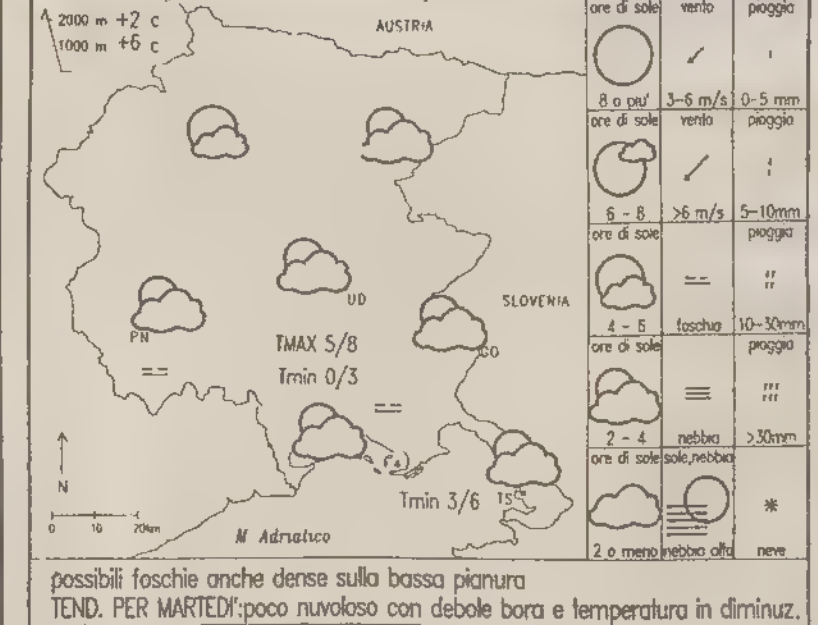 2000 m +2 c
1000 m +6 c
AUSTRIA
UD
PN
SLOVENIA
GO
TMAX 5/8
Tmin 0/3
N
0 10 20km
Tmin 3/6
TS
M Adriatico
ore di sole vento pioggia
8 o piu' 3-6 m/s 0-5 mm
ore di sole vento pioggia
6 - 8 >6 m/s 5-10mm
ore di sole pioggia
4 - 6 foschia 10-30mm
ore di sole pioggia
2 - 4 nebbia >30mm
ore di sole sole,nebbia
2 o meno nebbia alta neve
possibili foschie anche dense sulla bassa pianura
TEND. PER MARTEDI':poco nuvoloso con debole bora e temperatura in diminuz.